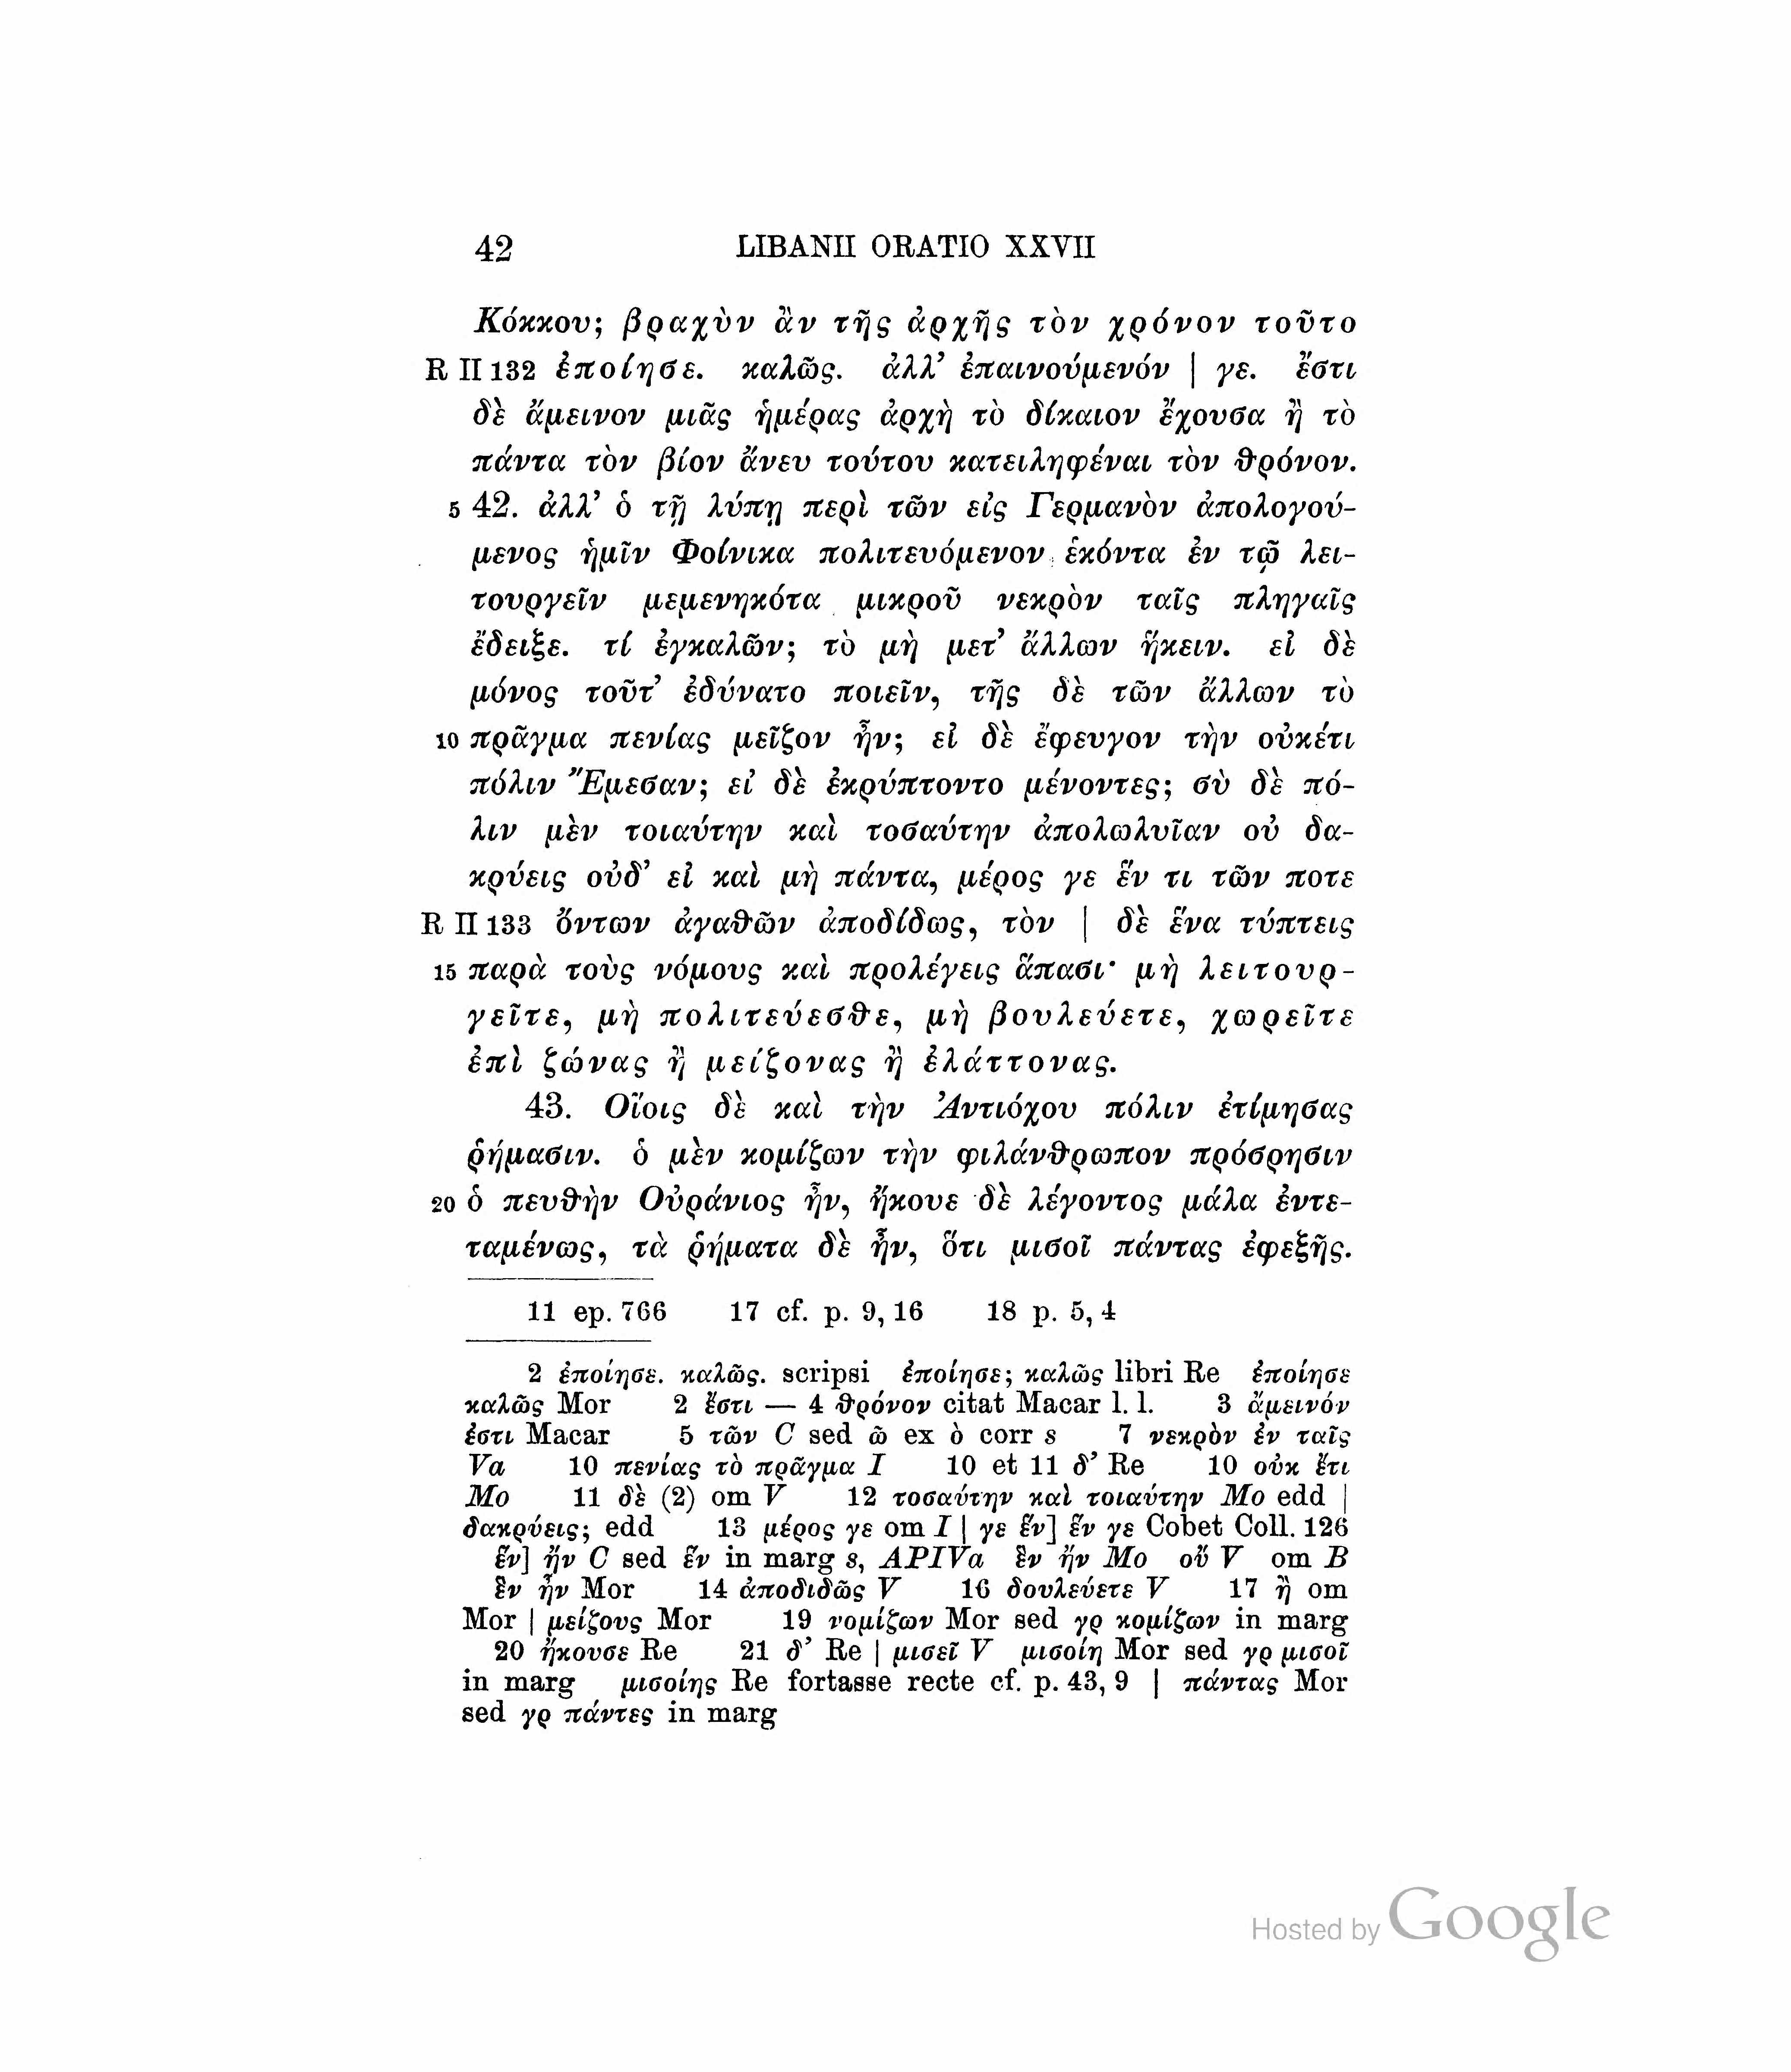 42 LIBANII ORATIO XXVII
Κόκκου; βραχὺν ἂν τῆς ἀρχῆς τὸν χρόνον τοῦτο
R II 132 ἐποίησε. καλῶς. ἀλλ’ ἐπαινούμενόν | γε. ἔστι
δὲ ἄμεινον μιᾶς ἡμέρας ἀρχὴ τὸ δίκαιον ἔχουσα ἢ τὸ
πάντα τὸν βίον ἄνευ τούτου κατειληφέναι τὸν θρόνον.
5 42. ἀλλ’ ὁ τῇ λύπῃ περὶ τῶν εἰς Γερμανὸν ἀπολογού-
μενος ἡμῖν Φοίνικα πολιτευόμενον ἑκόντα ἐν τῷ λει-
τουργεῖν μεμενηκότα μικροῦ νεκρὸν ταῖς πληγαῖς
ἔδειξε. τί ἐγκαλῶν; τὸ μὴ μετ’ ἄλλων ἥκειν. εἰ δὲ
μόνος τοῦτ’ ἐδύνατο ποιεῖν, τῆς δὲ τῶν ἄλλων τὸ
10 πρᾶγμα πενίας μεῖζον ἦν; εἰ δὲ ἔφευγον τὴν οὐκέτι
πόλιν Ἔμεσαν; εἰ δὲ ἐκρύπτοντο μένοντες; σὺ δὲ πό-
λιν μὲν τοιαύτην καὶ τοσαύτην ἀπολωλυῖαν οὐ δα-
κρύεις οὐδ’ εἰ καὶ μὴ πάντα, μέρος γε ἕν τι τῶν ποτε
R II 133 ὄντων ἀγαθῶν ἀποδίδως, τὸν | δὲ ἕνα τύπτεις
15 παρὰ τοὺς νόμους καὶ προλέγεις ἅπασι· μὴ λειτουρ-
γεῖτε, μὴ πολιτεύεσθε, μὴ βουλεύετε, χωρεῖτε
ἐπὶ ζώνας ἢ μείζονας ἢ ἐλάττονας.
43. Οἵοις δὲ καὶ τὴν Ἀντιόχου πόλιν ἐτίμησας
ῥήμασιν. ὁ μὲν κομίζων τὴν φιλάνθρωπον πρόσρησιν
20 ὁ πευθὴν Οὐράνιος ἦν, ἤκουε δὲ λέγοντος μάλα ἐντε-
ταμένως, τὰ ῥήματα δὲ ἦν, ὅτι μισοῖ πάντας ἐφεξῆς.
11 ep. 766 17 cf. p. 9, 16 18 p. 5, 4
2 ἐποίησε. καλῶς. scripsi ἐποίησε; καλῶς libri Re ἐποίησε
καλῶς Mor 2 ἔστι — 4 θρόνον citat Macar l. l. 3 ἄμεινόν
ἐστι Macar 5 τῶν C sed ῶ ex ὸ corr s 7 νεκρὸν ἐν ταῖς
Va 10 πενίας τὸ πρᾶγμα I 10 et 11 δ’ Re 10 οὐκ ἔτι
Mo 11 δὲ (2) om V 12 τοσαύτην καὶ τοιαύτην Mo edd |
δακρύεις; edd 13 μέρος γε om I | γε ἕν] ἕν γε Cobet Coll. 126
ἕν] ἤν C sed ἕν in marg s, APIVa ἓν ἤν Mo οὗ V om B
ἓν ἦν Mor 14 ἀποδιδῶς V 16 δουλεύετε V 17 ἢ om
Mor | μείζους Mor 19 νομίζων Mor sed γρ κομίζων in marg
20 ἤκουσε Re 21 δ’ Re | μισεῖ V μισοίη Mor sed γρ μισοῖ
in marg μισοίης Re fortasse recte cf. p. 43, 9 | πάντας Mor
sed γρ πάντες in marg
Hosted by Google